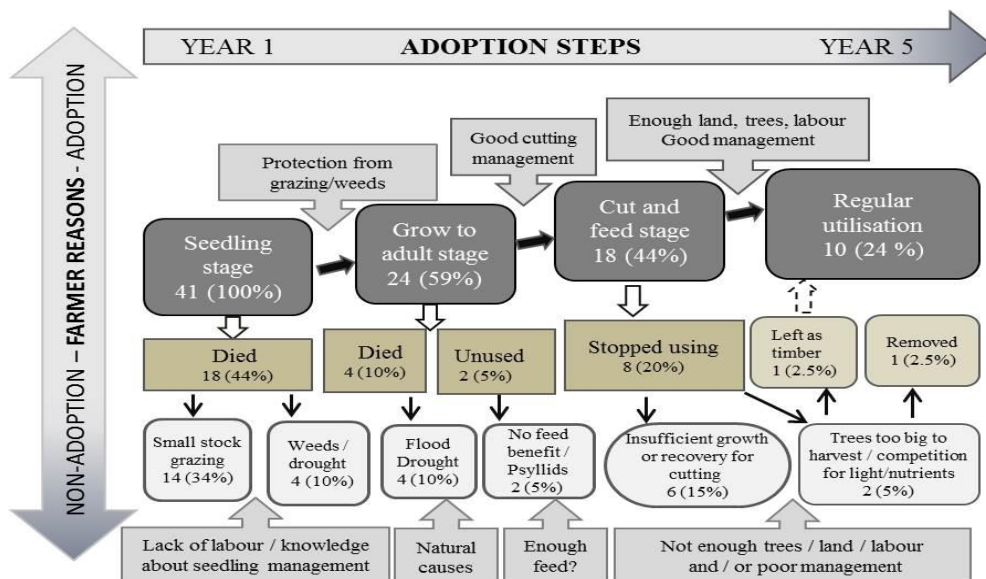 YEAR 1
ADOPTION STEPS
YEAR 5
NON-ADOPTION – FARMER REASONS - ADOPTION
Protection from
grazing/weeds
Good cutting
management
Enough land, trees, labour
Good management
Seedling
stage
41 (100%)
Grow to
adult stage
24 (59%)
Cut and
feed stage
18 (44%)
Regular
utilisation
10 (24 %)
Died
18 (44%)
Died
4 (10%)
Unused
2 (5%)
Stopped using
8 (20%)
Left as
timber
1 (2.5%)
Removed
1 (2.5%)
Small stock
grazing
14 (34%)
Weeds /
drought
4 (10%)
Flood
Drought
4 (10%)
No feed
benefit /
Psyllids
2 (5%)
Insufficient growth
or recovery for
cutting
6 (15%)
Trees too big to
harvest / competition
for light/nutrients
2 (5%)
Lack of labour / knowledge
about seedling management
Natural
causes
Enough
feed?
Not enough trees / land / labour
and / or poor management